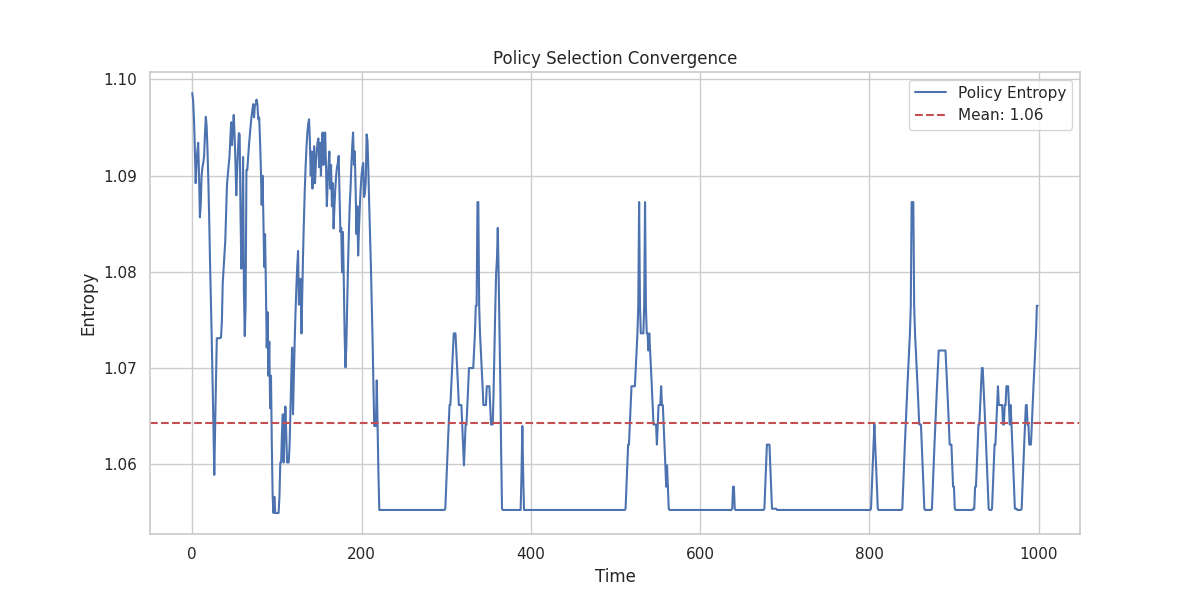 Policy Selection Convergence
1.10
1.09
1.08
1.07
1.06
Entropy
Policy Entropy
Mean: 1.06
0
200
400
600
800
1000
Time